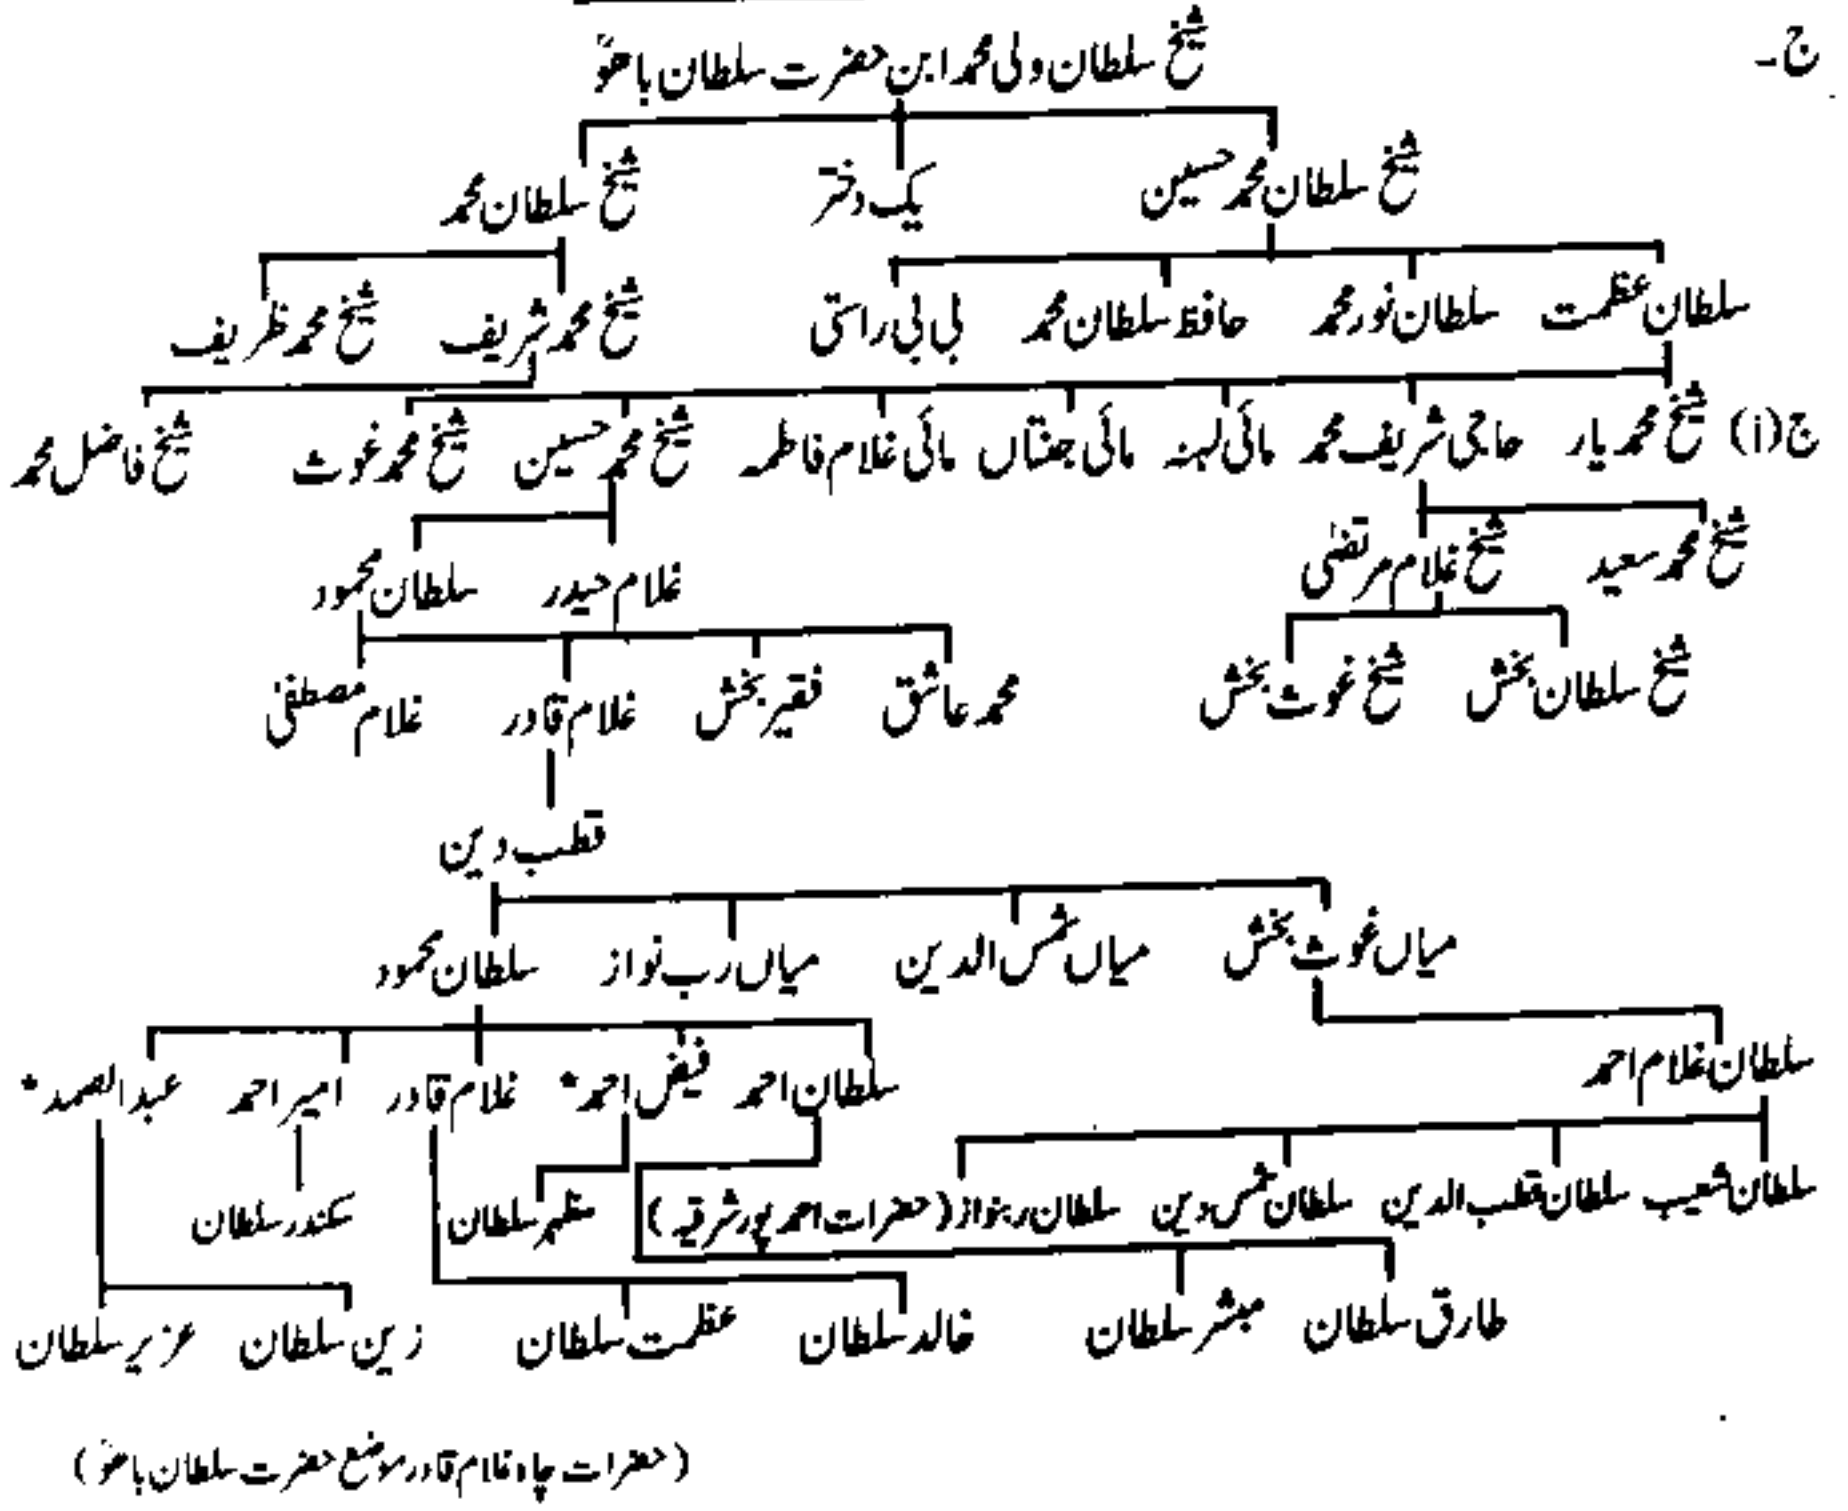 ج۔
شیخ سلطان ولی محمد ابن حضرت سلطان باھوؒ
شیخ سلطان محمد حسین یک دختر شیخ سلطان محمد
سلطان عظمت سلطان نور محمد حافظ سلطان محمد بی بی راستی شیخ محمد شریف شیخ محمد ظریف
ج(i) شیخ محمد یار حاجی شریف محمد مائی لہنہ مائی جفتاں مائی غلام فاطمہ شیخ محمد حسین شیخ محمد غوث شیخ فاضل محمد
شیخ محمد سعید شیخ غلام مرتضٰی غلام حیدر سلطان محمود
شیخ سلطان بخش شیخ غوث بخش محمد عاشق فقیر بخش غلام قادر غلام مصطفیٰ
قطب دین
میاں غوث بخش میاں شمس الدین میاں رب نواز سلطان محمود
سلطان غلام احمد سلطان احمد فیض احمد* غلام قادر امیر احمد عبدالصمد*
سلطان شعیب سلطان قطب الدین سلطان شمس دین سلطان ربنواز (حضرات احمد پور شرقیہ) مظہر سلطان سکندر سلطان
طارق سلطان مبشر سلطان خالد سلطان عظمت سلطان زین سلطان عزیر سلطان
(حضرات چاہ غلام قادر موضع حضرت سلطان باھوؒ)